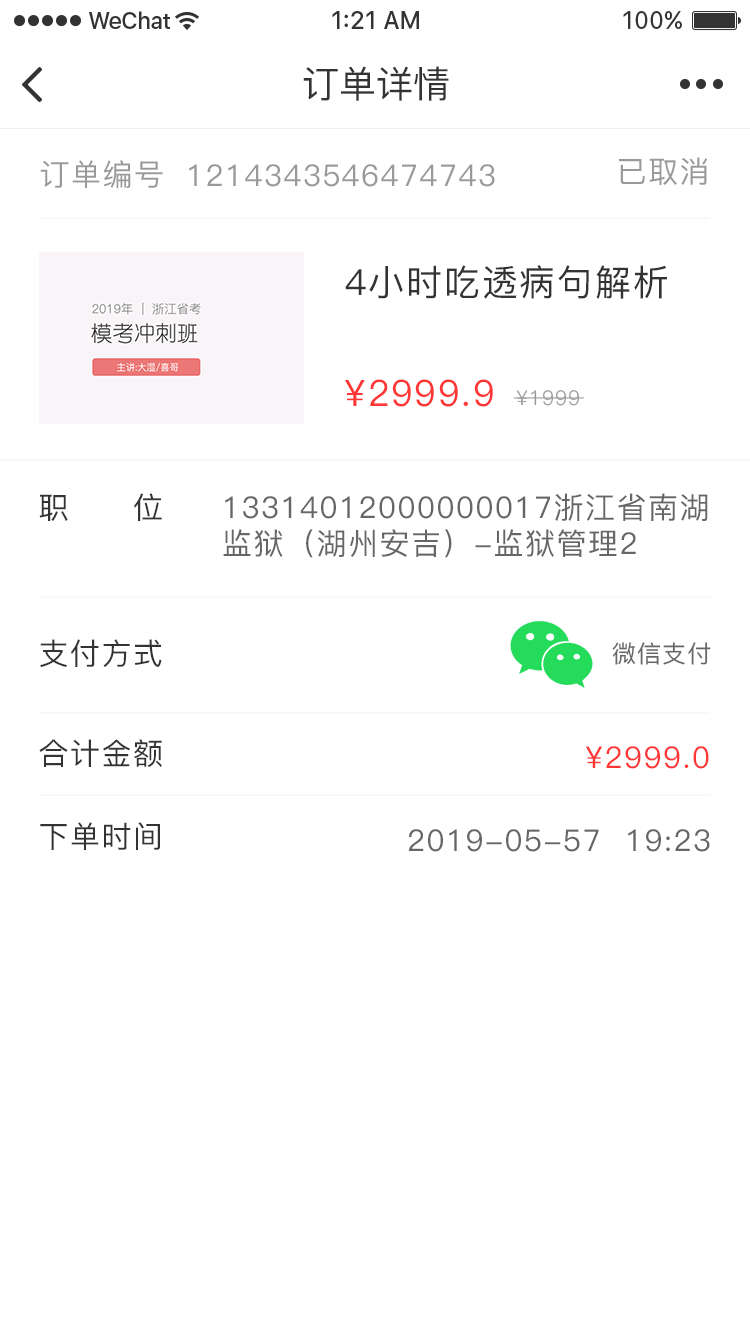 WeChat 1:21 AM 100%
订单详情
订单编号 1214343546474743 已取消
2019年 | 浙江省考
模考冲刺班
主讲:大湿/喜哥
4小时吃透病句解析
¥2999.9 ¥1999
职 位 13314012000000017浙江省南湖
监狱（湖州安吉）-监狱管理2
支付方式 微信支付
合计金额 ¥2999.0
下单时间 2019-05-57 19:23